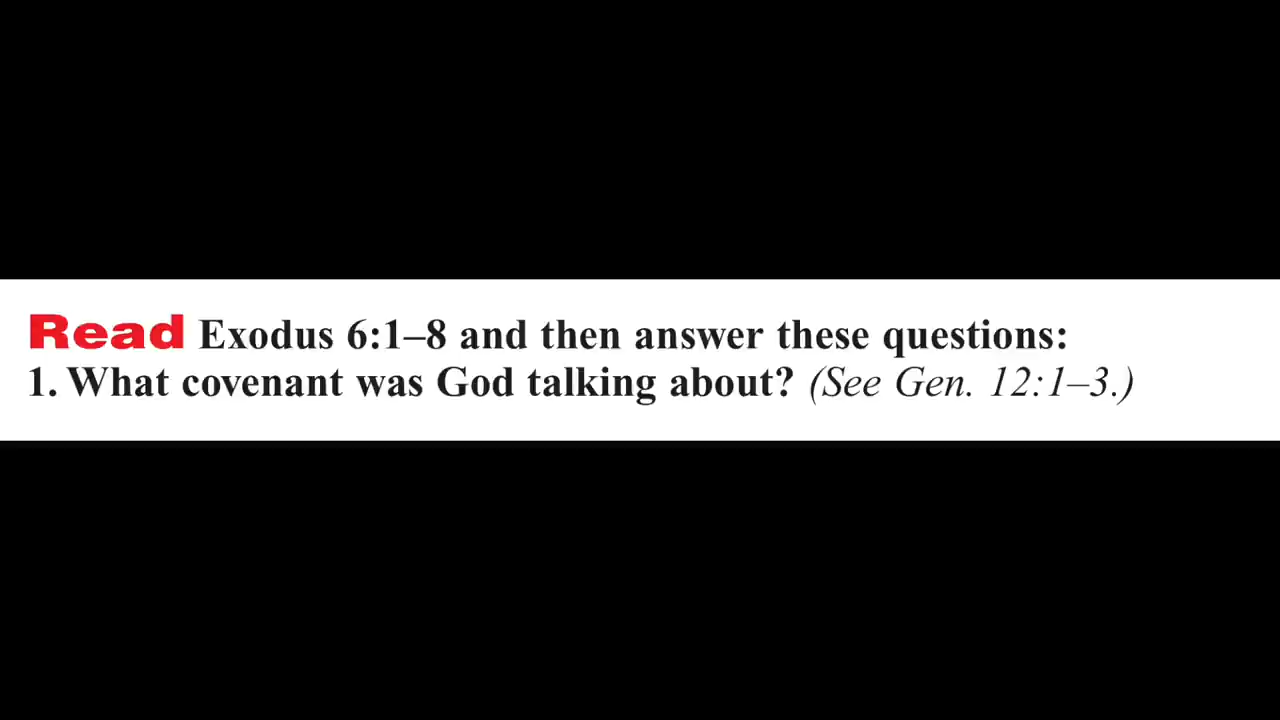 Read Exodus 6:1–8 and then answer these questions:
1. What covenant was God talking about? (See Gen. 12:1–3.)